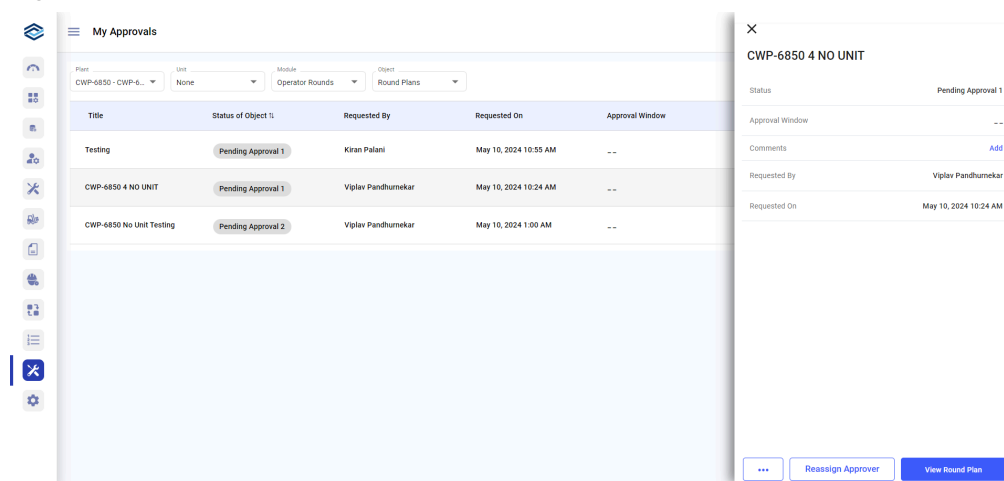 My Approvals
Plant
CWP-6850 - CWP-6...
Unit
None
Module
Operator Rounds
Object
Round Plans
Title Status of Object Requested By Requested On Approval Window
Testing Pending Approval 1 Kiran Palani May 10, 2024 10:55 AM --
CWP-6850 4 NO UNIT Pending Approval 1 Viplav Pandhurnekar May 10, 2024 10:24 AM --
CWP-6850 No Unit Testing Pending Approval 2 Viplav Pandhurnekar May 10, 2024 1:00 AM --
CWP-6850 4 NO UNIT
Status Pending Approval 1
Approval Window --
Comments Add
Requested By Viplav Pandhurnekar
Requested On May 10, 2024 10:24 AM
... Reassign Approver View Round Plan